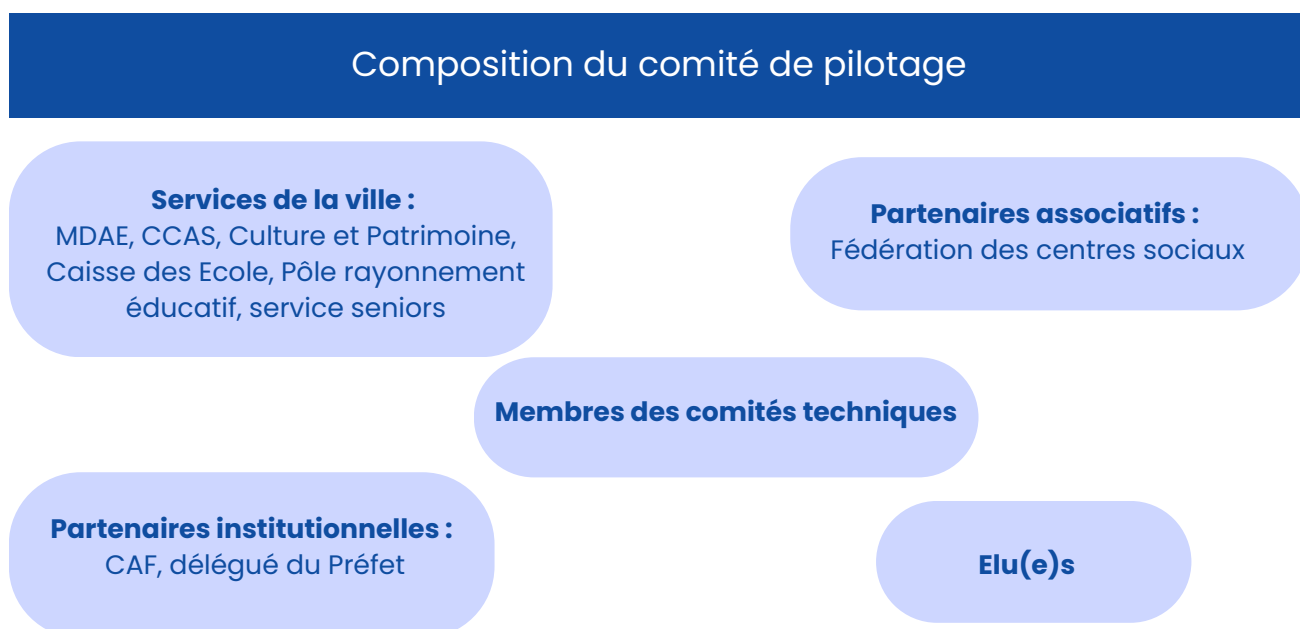 Composition du comité de pilotage
Services de la ville :
MDAE, CCAS, Culture et Patrimoine,
Caisse des Ecole, Pôle rayonnement
éducatif, service seniors
Partenaires associatifs :
Fédération des centres sociaux
Membres des comités techniques
Partenaires institutionnelles :
CAF, délégué du Préfet
Elu(e)s